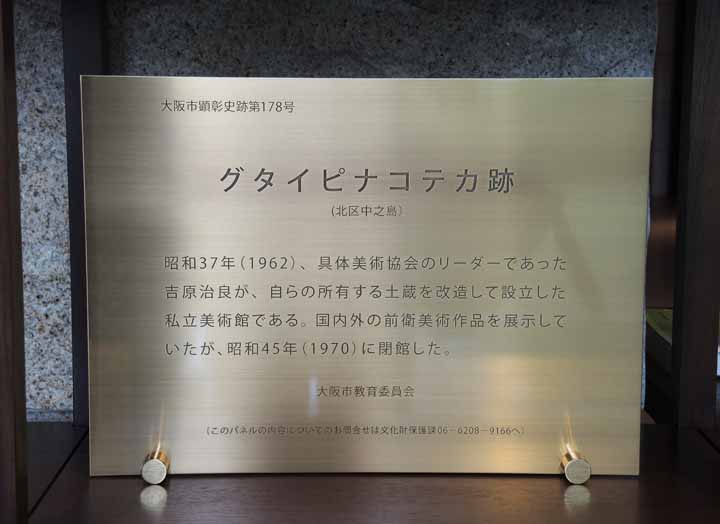 大阪市顕彰史跡第178号
グタイピナコテカ跡
(北区中之島)
昭和37年(1962)、具体美術協会のリーダーであった
吉原治良が、自らの所有する土蔵を改造して設立した
私立美術館である。国内外の前衛美術作品を展示して
いたが、昭和45年(1970)に閉館した。
大阪市教育委員会
(このパネルの内容についてのお問合せは文化財保護課06-6208-9166へ)